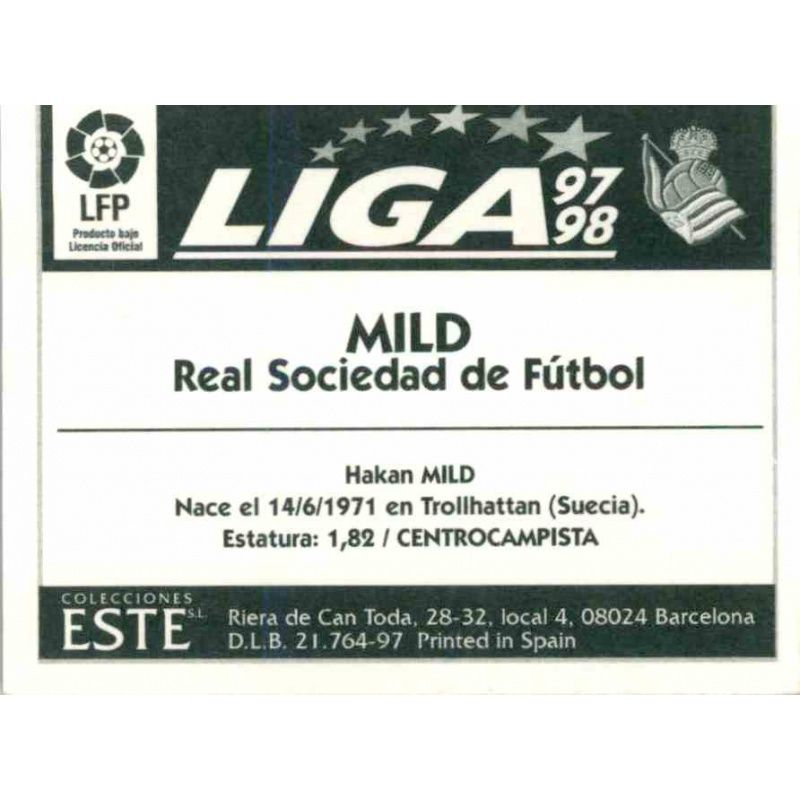 LFP
Producto bajo
Licencia Oficial
LIGA 97
98
MILD
Real Sociedad de Fútbol
Hakan MILD
Nace el 14/6/1971 en Trollhattan (Suecia).
Estatura: 1,82 / CENTROCAMPISTA
COLECCIONES
ESTE S.L.
Riera de Can Toda, 28-32, local 4, 08024 Barcelona
D.L.B. 21.764-97 Printed in Spain